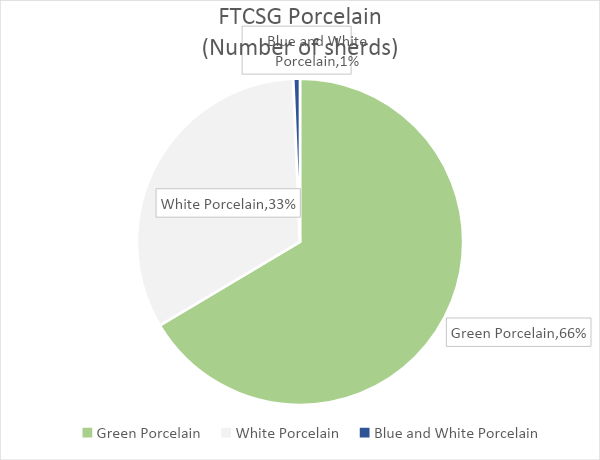 FTCSG Porcelain
(Number of sherds)
Blue and White
Porcelain,1%
White Porcelain,33%
Green Porcelain,66%
Green Porcelain
White Porcelain
Blue and White Porcelain